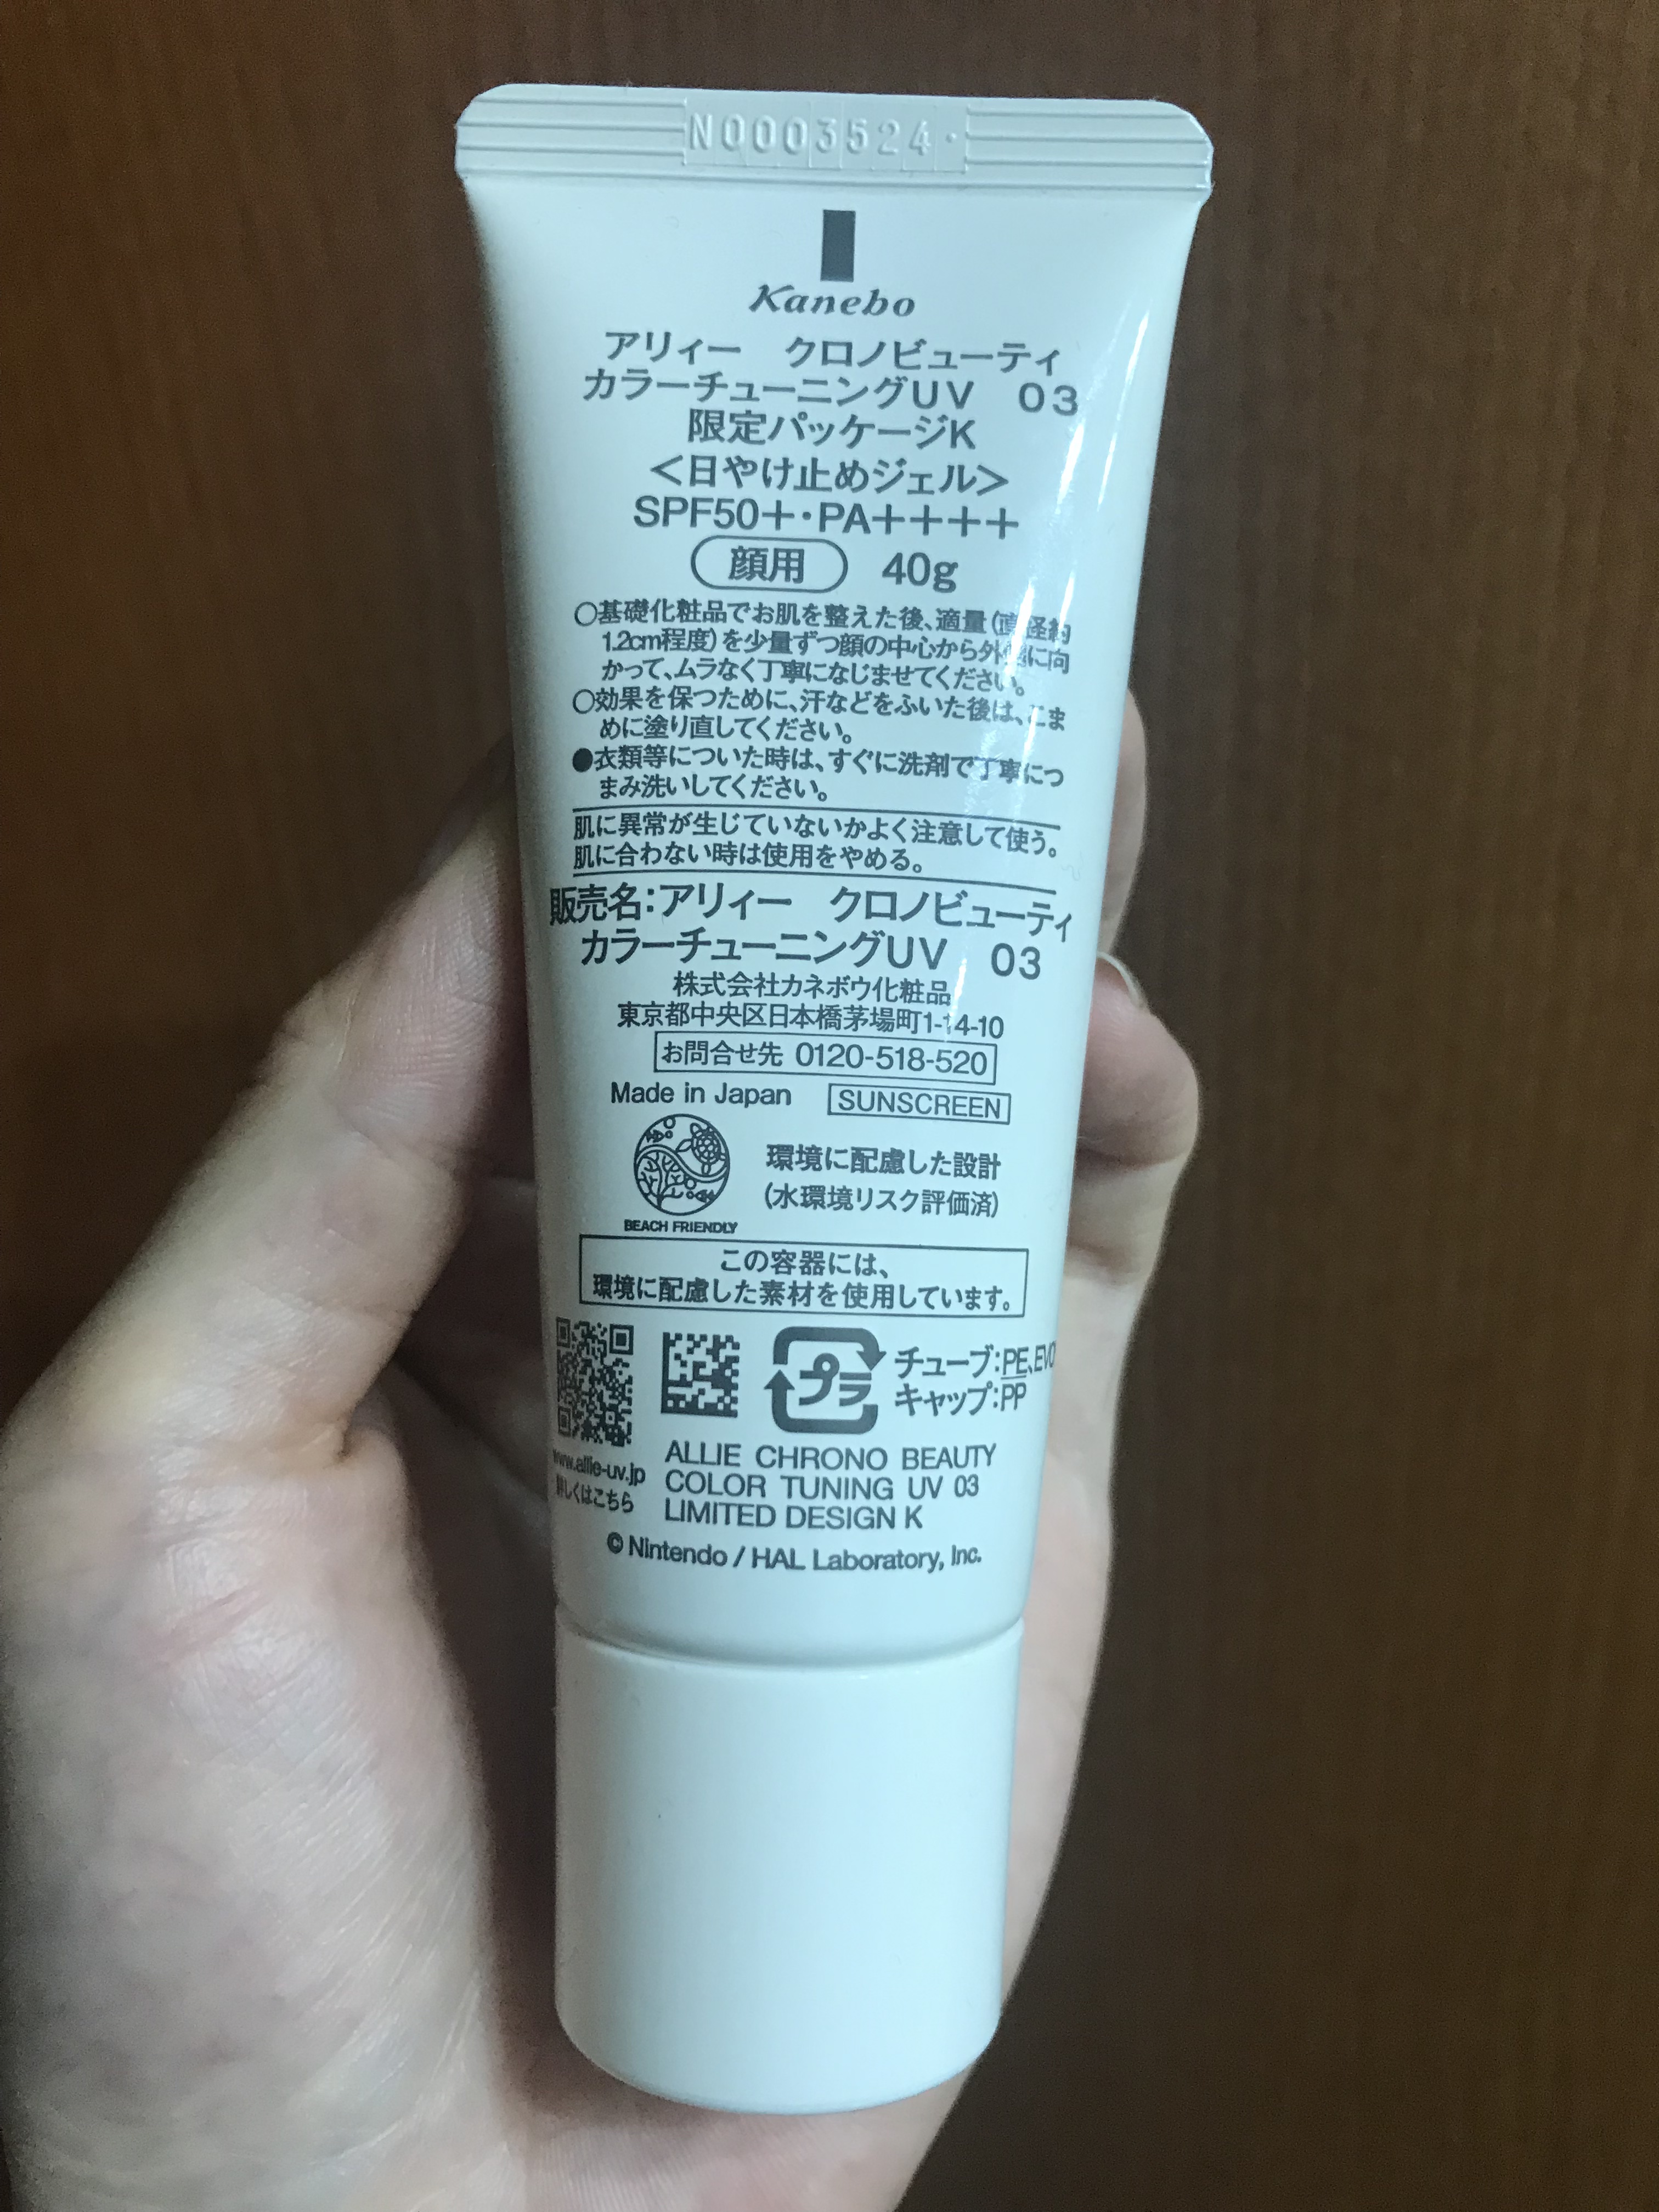 N0003524·
Kanebo
アリィー　クロノビューティ
カラーチューニングUV　03
限定パッケージK
＜日やけ止めジェル＞
SPF50+･PA++++
顔用　40g
○基礎化粧品でお肌を整えた後、適量(直径約
1.2cm程度)を少量ずつ顔の中心から外側に向
かって、ムラなく丁寧になじませてください。
○効果を保つために、汗などをふいた後は、こま
めに塗り直してください。
●衣類等についた時は、すぐに洗剤で丁寧につ
まみ洗いしてください。
肌に異常が生じていないかよく注意して使う。
肌に合わない時は使用をやめる。
販売名：アリィー　クロノビューティ
カラーチューニングUV　03
株式会社カネボウ化粧品
東京都中央区日本橋茅場町1-14-10
お問合せ先 0120-518-520
Made in Japan　SUNSCREEN
環境に配慮した設計
(水環境リスク評価済)
BEACH FRIENDLY
この容器には、
環境に配慮した素材を使用しています。
プラ
チューブ：PE、EVO
キャップ：PP
www.allie-uv.jp
詳しくはこちら
ALLIE CHRONO BEAUTY
COLOR TUNING UV 03
LIMITED DESIGN K
© Nintendo / HAL Laboratory, Inc.